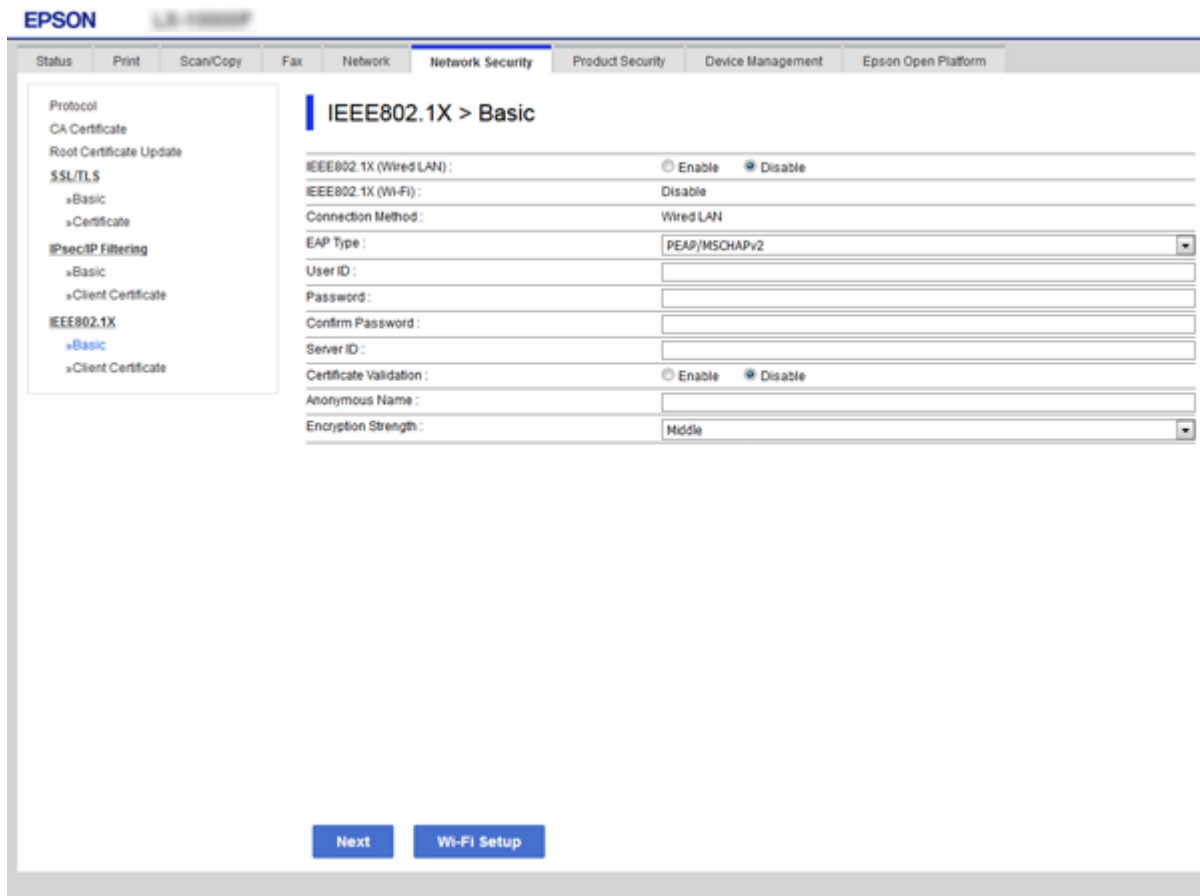 EPSON
Status Print Scan/Copy Fax Network Network Security Product Security Device Management Epson Open Platform
Protocol
CA Certificate
Root Certificate Update
SSL/TLS
»Basic
»Certificate
IPsec/IP Filtering
»Basic
»Client Certificate
IEEE802.1X
»Basic
»Client Certificate
IEEE802.1X > Basic
IEEE802.1X (Wired LAN) : Enable Disable
IEEE802.1X (Wi-Fi) : Disable
Connection Method : Wired LAN
EAP Type : PEAP/MSCHAPv2
User ID :
Password :
Confirm Password :
Server ID :
Certificate Validation : Enable Disable
Anonymous Name :
Encryption Strength : Middle
Next Wi-Fi Setup